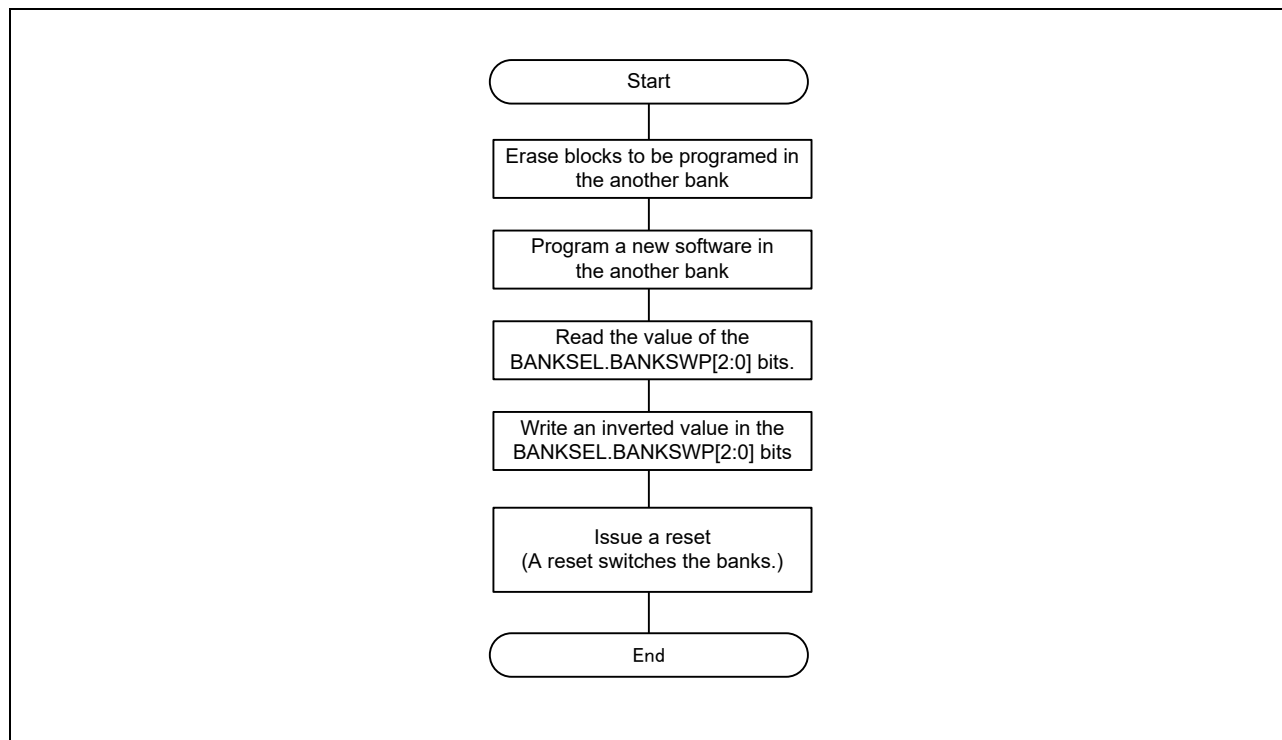 Start
Erase blocks to be programed in
the another bank
Program a new software in
the another bank
Read the value of the
BANKSEL.BANKSWP[2:0] bits.
Write an inverted value in the
BANKSEL.BANKSWP[2:0] bits
Issue a reset
(A reset switches the banks.)
End